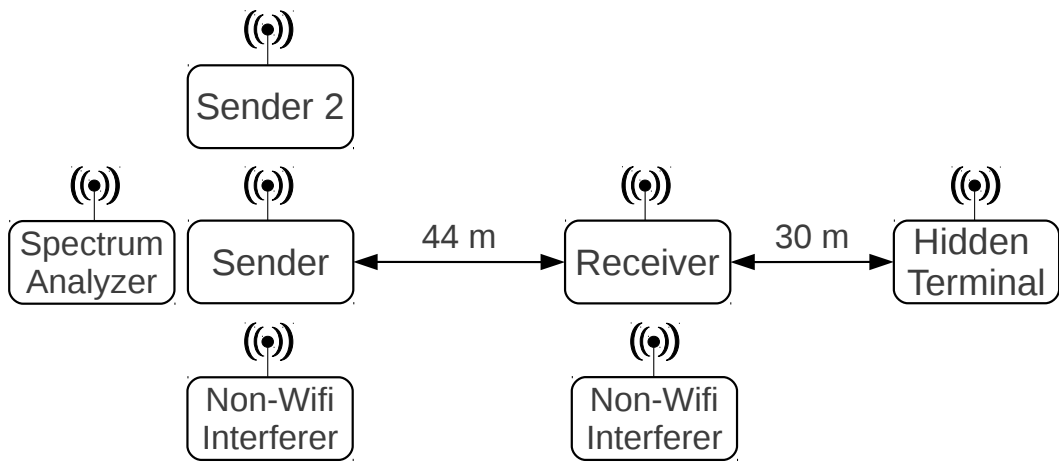 Sender 2
Spectrum
Analyzer
Sender
44 m
Receiver
30 m
Hidden
Terminal
Non-Wifi
Interferer
Non-Wifi
Interferer